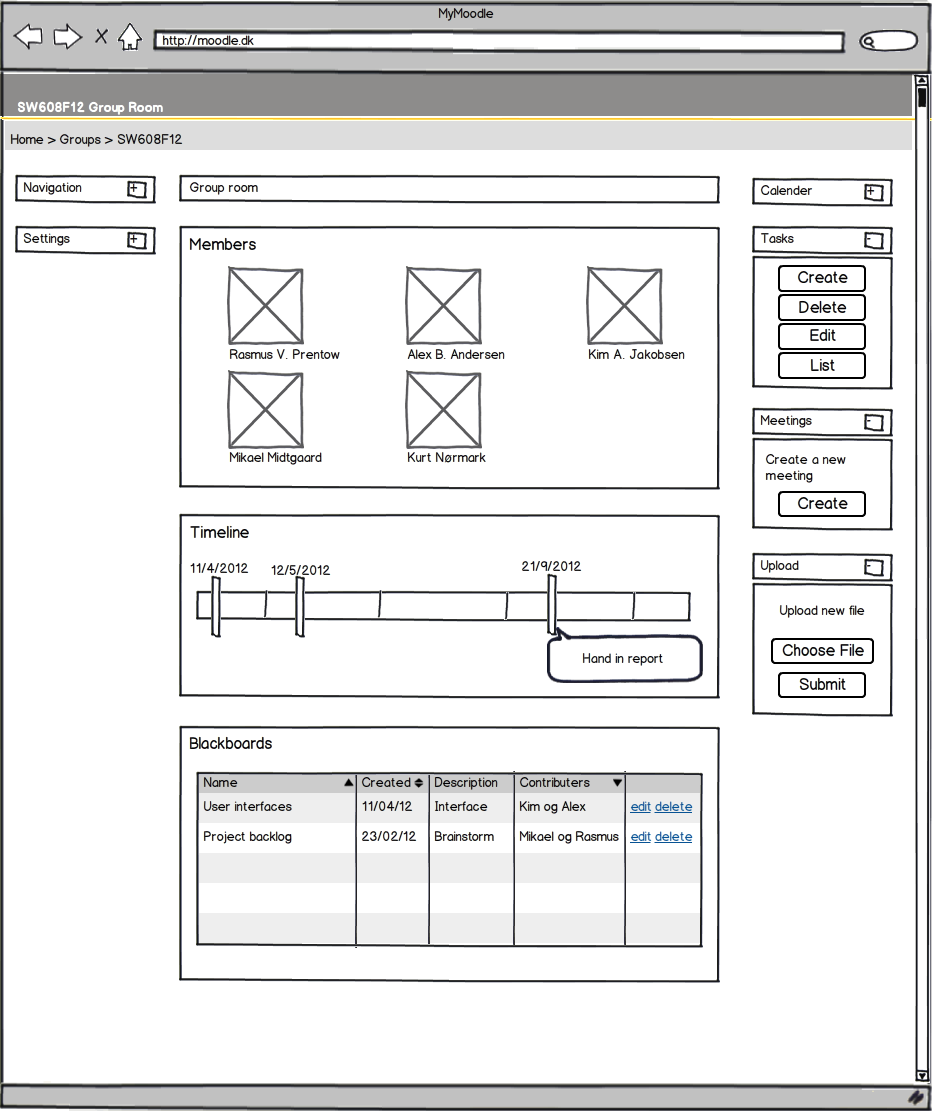 MyMoodle
http://moodle.dk
SW608F12 Group Room
Home > Groups > SW608F12
Navigation
+
Settings
+
Group room
Members
Rasmus V. Prentow
Alex B. Andersen
Kim A. Jakobsen
Mikael Midtgaard
Kurt Nørmark
Timeline
11/4/2012
12/5/2012
21/9/2012
Hand in report
Blackboards
Name Created Description Contributers
User interfaces 11/04/12 Interface Kim og Alex edit delete
Project backlog 23/02/12 Brainstorm Mikael og Rasmus edit delete
Calender
+
Tasks
-
Create
Delete
Edit
List
Meetings
-
Create a new
meeting
Create
Upload
-
Upload new file
Choose File
Submit